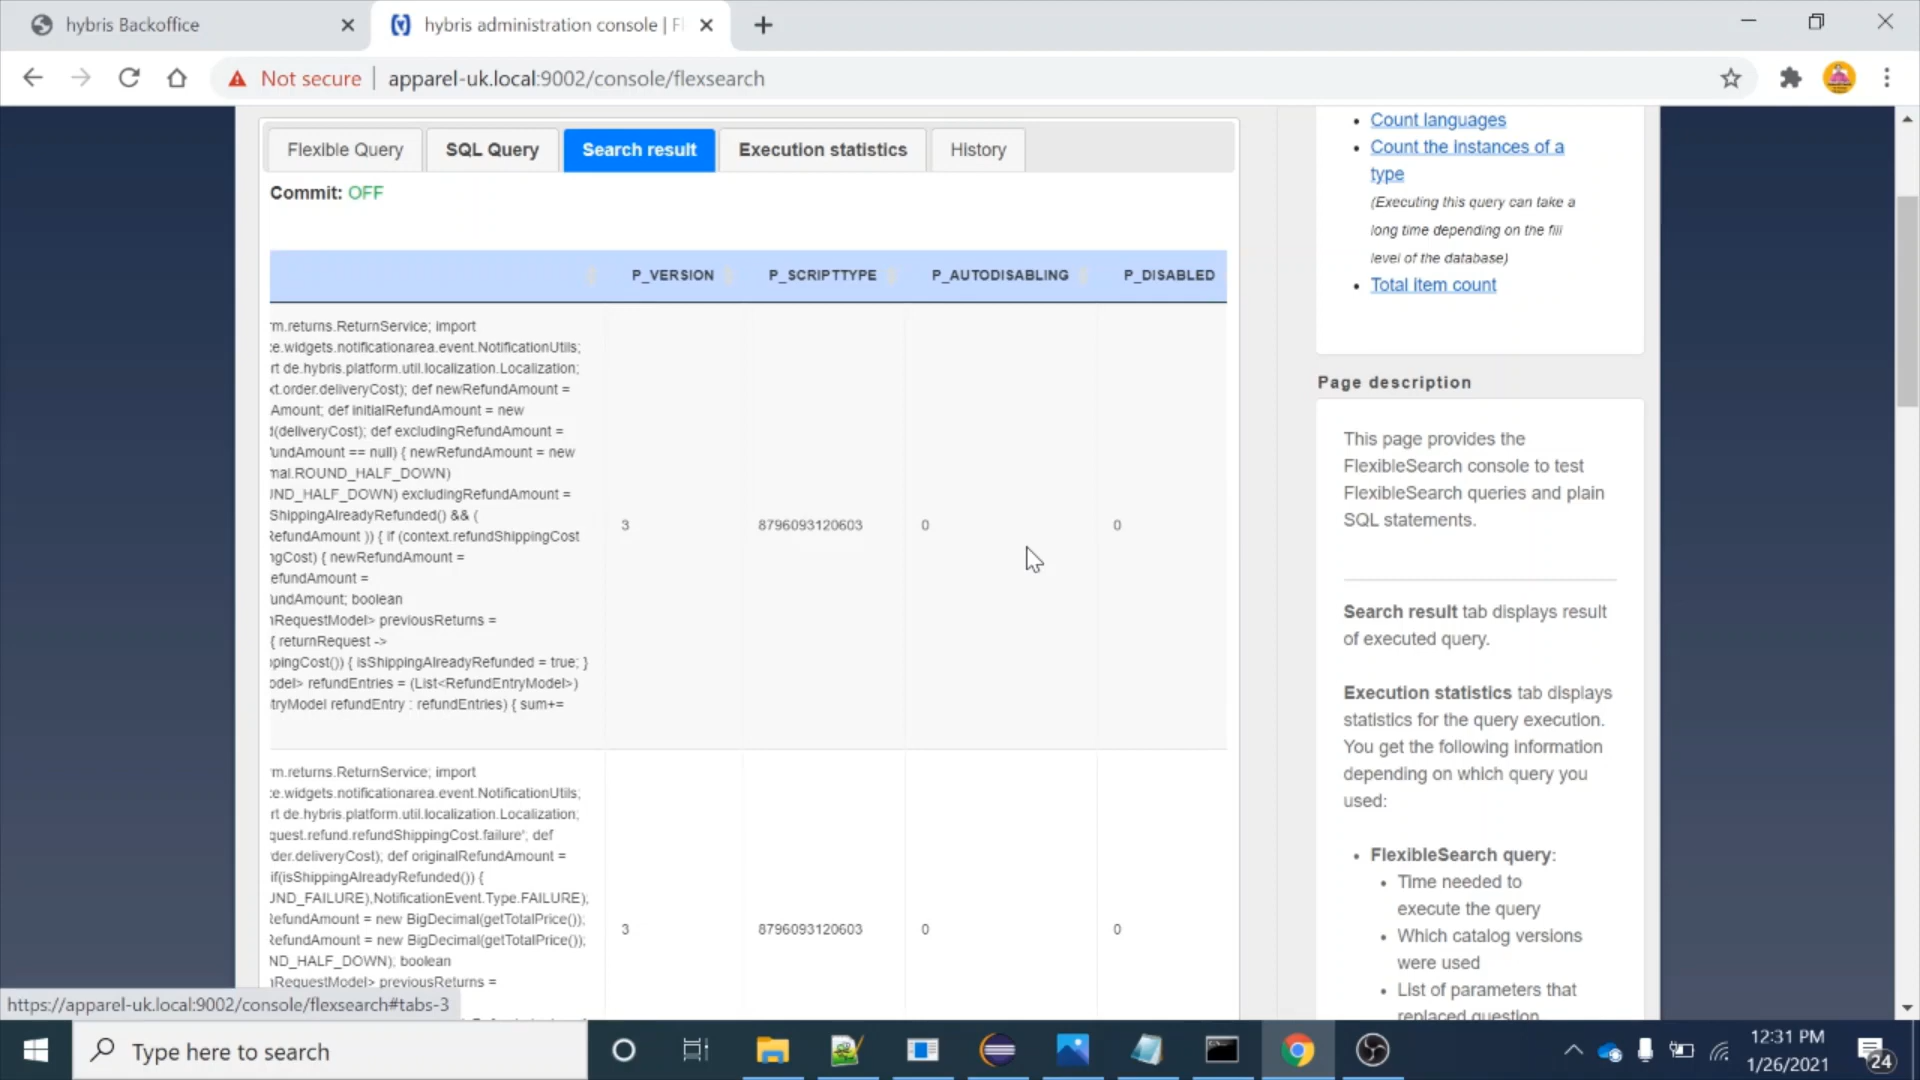 hybris Backoffice
hybris administration console | F
Not secure
apparel-uk.local:9002/console/flexsearch
Flexible Query
SQL Query
Search result
Execution statistics
History
Commit: OFF
P_VERSION
P_SCRIPTTYPE
P_AUTODISABLING
P_DISABLED
m.returns.ReturnService; import
e.widgets.notificationarea.event.NotificationUtils;
rt de.hybris.platform.util.localization.Localization;
xt.order.deliveryCost); def newRefundAmount =
Amount; def initialRefundAmount = new
d(deliveryCost); def excludingRefundAmount =
undAmount == null) { newRefundAmount = new
mal.ROUND_HALF_DOWN)
UND_HALF_DOWN) excludingRefundAmount =
ShippingAlreadyRefunded() && (
RefundAmount )) { if (context.refundShippingCost
ngCost) { newRefundAmount =
efundAmount =
undAmount; boolean
nRequestModel> previousReturns =
{ returnRequest ->
ppingCost()) { isShippingAlreadyRefunded = true; }
odel> refundEntries = (List<RefundEntryModel>)
tryModel refundEntry : refundEntries) { sum+=
3
8796093120603
0
0
m.returns.ReturnService; import
e.widgets.notificationarea.event.NotificationUtils;
rt de.hybris.platform.util.localization.Localization;
quest.refund.refundShippingCost.failure'; def
rder.deliveryCost), def originalRefundAmount =
if(isShippingAlreadyRefunded()) {
UND_FAILURE),NotificationEvent.Type.FAILURE),
RefundAmount = new BigDecimal(getTotalPrice());
RefundAmount = new BigDecimal(getTotalPrice());
ND_HALF_DOWN); boolean
nRequestModel> previousReturns =
3
8796093120603
0
0
Count languages
Count the instances of a
type
(Executing this query can take a
long time depending on the fill
level of the database)
Total item count
Page description
This page provides the
FlexibleSearch console to test
FlexibleSearch queries and plain
SQL statements.
Search result tab displays result
of executed query.
Execution statistics tab displays
statistics for the query execution.
You get the following information
depending on which query you
used:
FlexibleSearch query:
Time needed to
execute the query
Which catalog versions
were used
List of parameters that
replaced question
https://apparel-uk.local:9002/console/flexsearch#tabs-3
Type here to search
12:31 PM
1/26/2021
24